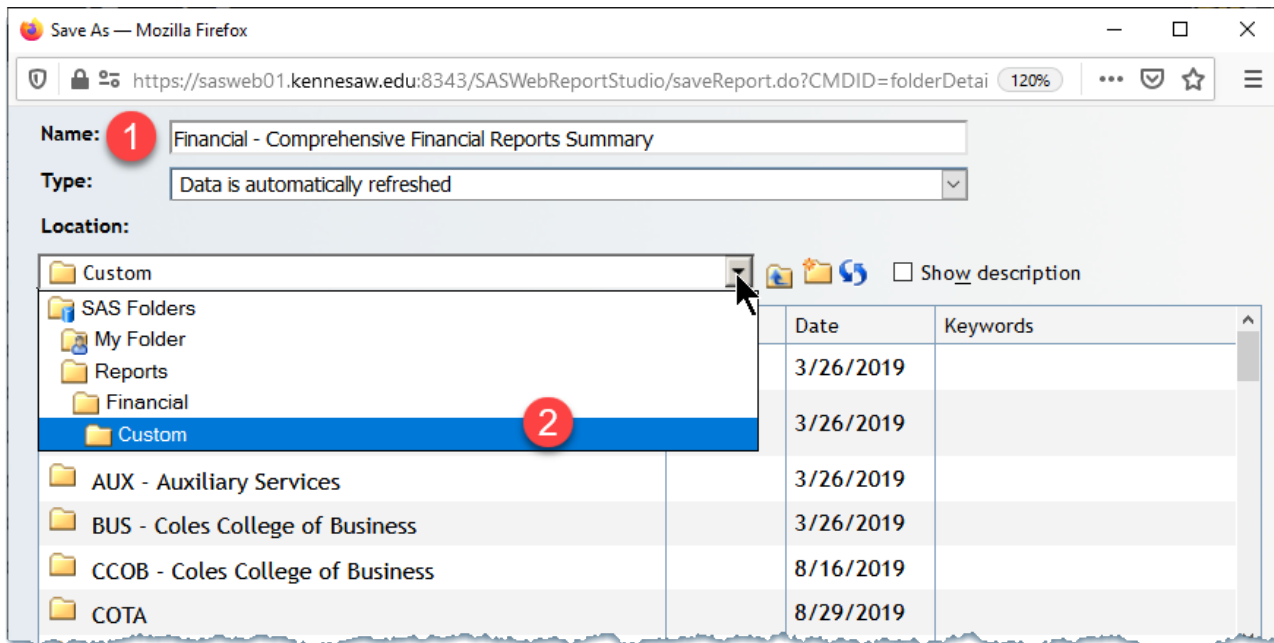 Save As — Mozilla Firefox
https://sasweb01.kennesaw.edu:8343/SASWebReportStudio/saveReport.do?CMDID=folderDetai 120%
Name: 1 Financial - Comprehensive Financial Reports Summary
Type: Data is automatically refreshed
Location:
Custom Show description
SAS Folders
Date Keywords
My Folder
Reports 3/26/2019
Financial
Custom 2 3/26/2019
AUX - Auxiliary Services 3/26/2019
BUS - Coles College of Business 3/26/2019
CCOB - Coles College of Business 8/16/2019
COTA 8/29/2019